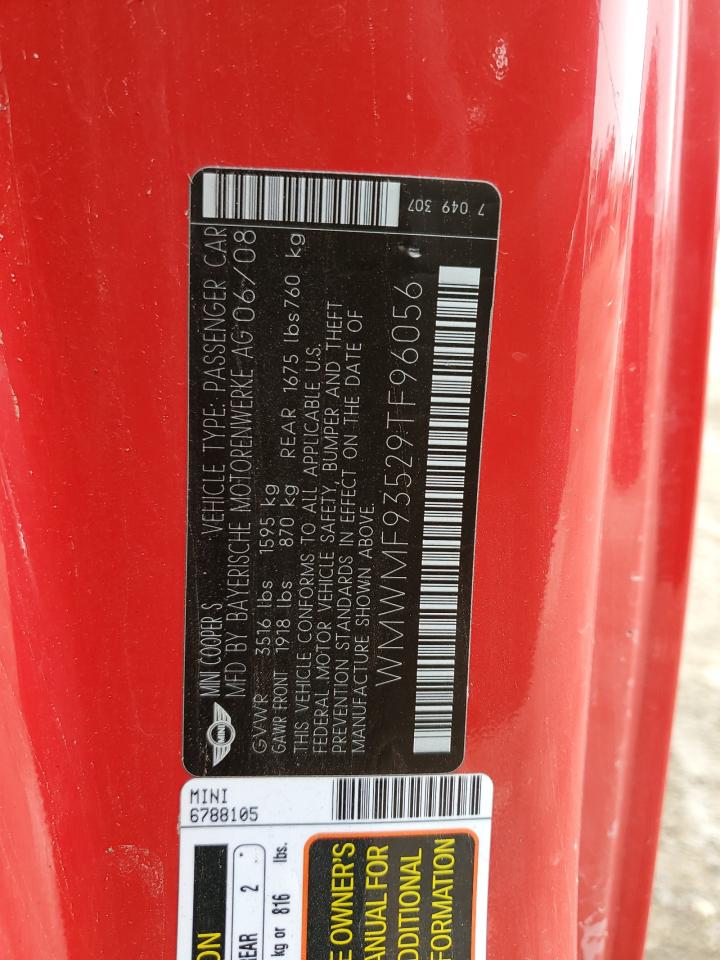 7 049 307
MINI COOPER S VEHICLE TYPE: PASSENGER CAR
MFD BY BAYERISCHE MOTORENWERKE AG 06/08
MINI
GVWR 3516 lbs 1595 kg
GAWR FRONT 1918 lbs 870 kg REAR 1675 lbs 760 kg
THIS VEHICLE CONFORMS TO ALL APPLICABLE U.S.
FEDERAL MOTOR VEHICLE SAFETY, BUMPER AND THEFT
PREVENTION STANDARDS IN EFFECT ON THE DATE OF
MANUFACTURE SHOWN ABOVE.
WMWMF93529TF96056
MINI
6788105
ON
REAR 2 *
kg or 816 lbs.
E OWNER'S
ANUAL FOR
DDITIONAL
FORMATION